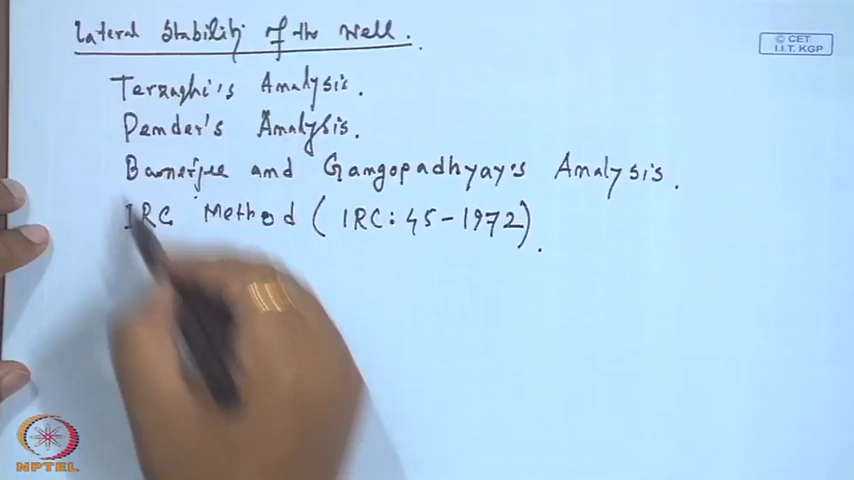 Lateral Stability of the Well.
© CET
I.I.T. KGP
Terzaghi's Analysis.
Pender's Analysis.
Banerjee and Gangopadhyay's Analysis.
IRC Method (IRC: 45-1972).
NPTEL